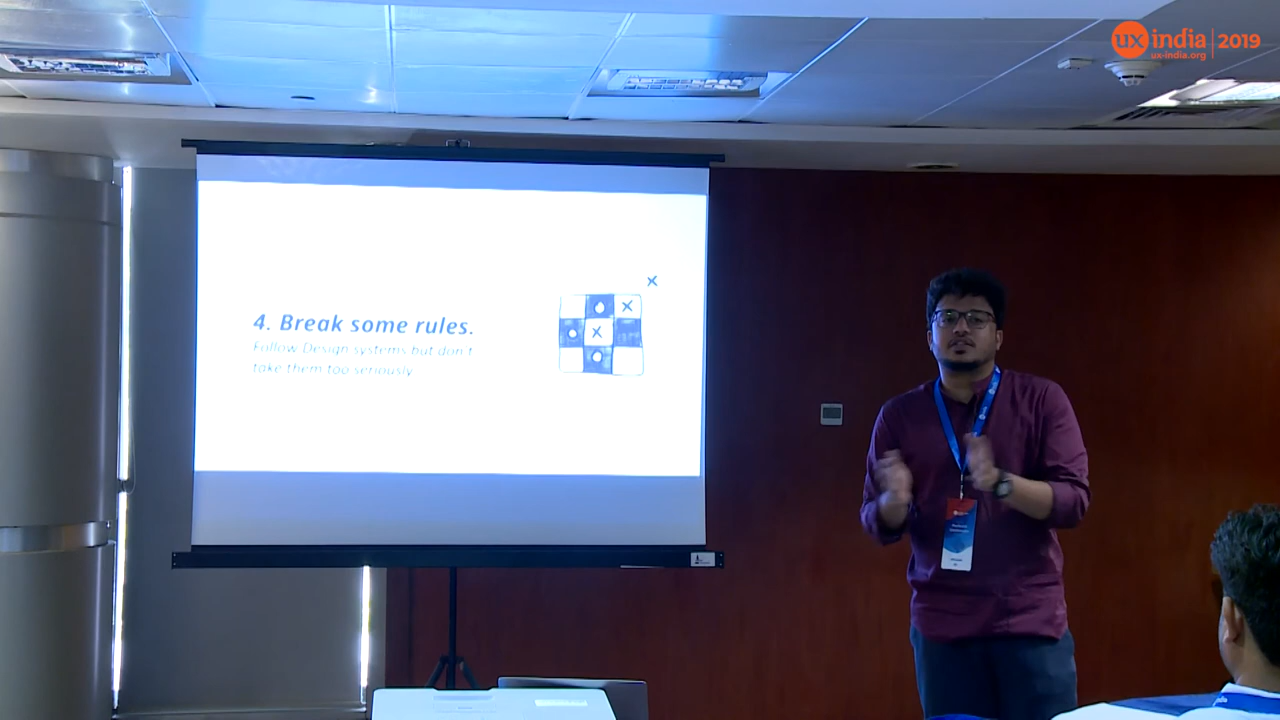 ux india 2019
ux-india.org
4. Break some rules.
Follow Design systems but don't
take them too seriously